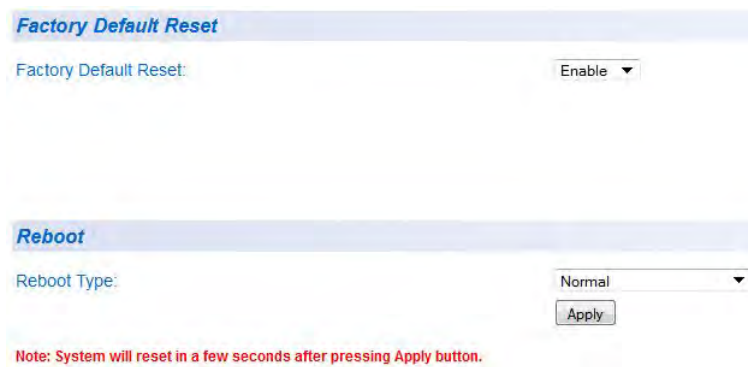 Factory Default Reset
Factory Default Reset: Enable
Reboot
Reboot Type: Normal
Apply
Note: System will reset in a few seconds after pressing Apply button.